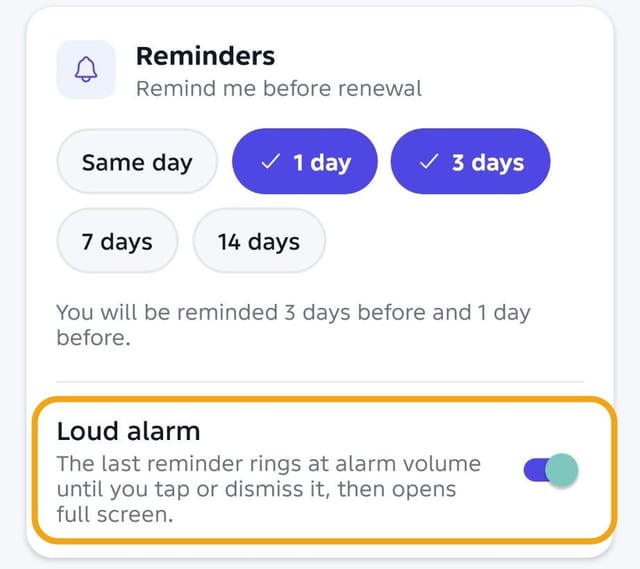 Reminders
Remind me before renewal
Same day
1 day
3 days
7 days
14 days
You will be reminded 3 days before and 1 day
before.
Loud alarm
The last reminder rings at alarm volume
until you tap or dismiss it, then opens
full screen.